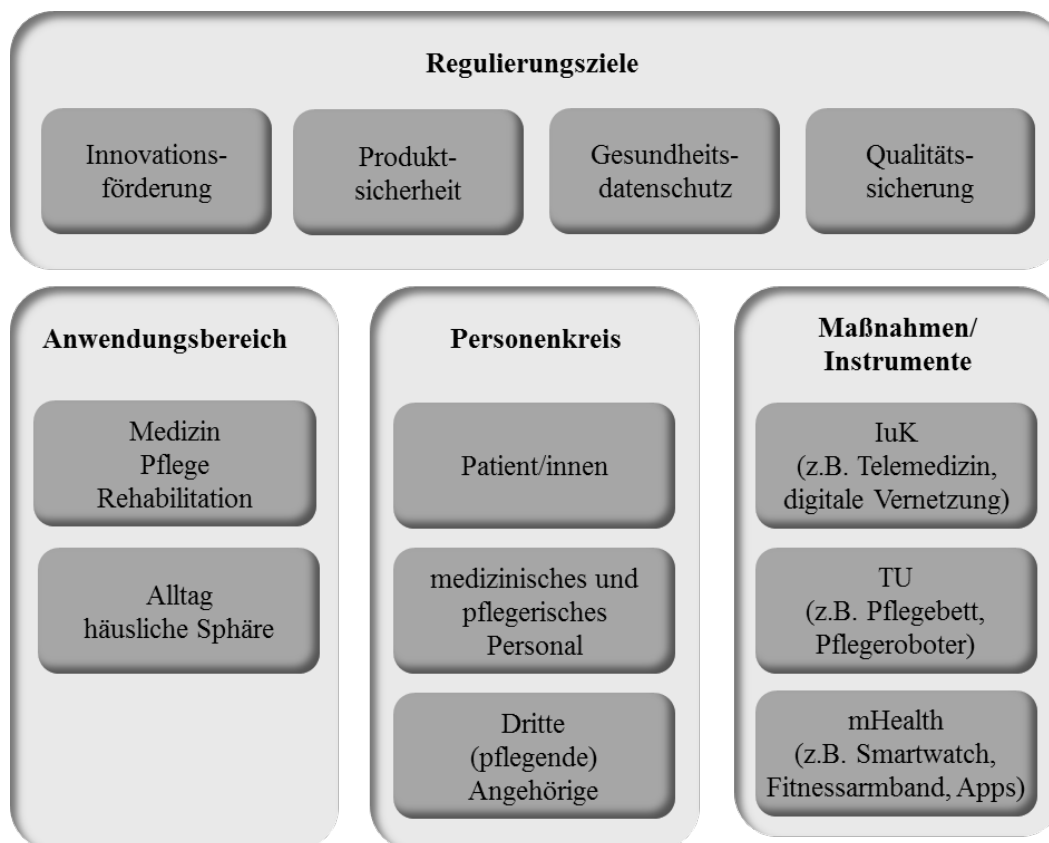 Regulierungsziele
Innovations-
förderung
Produkt-
sicherheit
Gesundheits-
datenschutz
Qualitäts-
sicherung
Anwendungsbereich
Medizin
Pflege
Rehabilitation
Alltag
häusliche Sphäre
Personenkreis
Patient/innen
medizinisches und
pflegerisches
Personal
Dritte
(pflegende)
Angehörige
Maßnahmen/
Instrumente
IuK
(z.B. Telemedizin,
digitale Vernetzung)
TU
(z.B. Pflegebett,
Pflegeroboter)
mHealth
(z.B. Smartwatch,
Fitnessarmband, Apps)